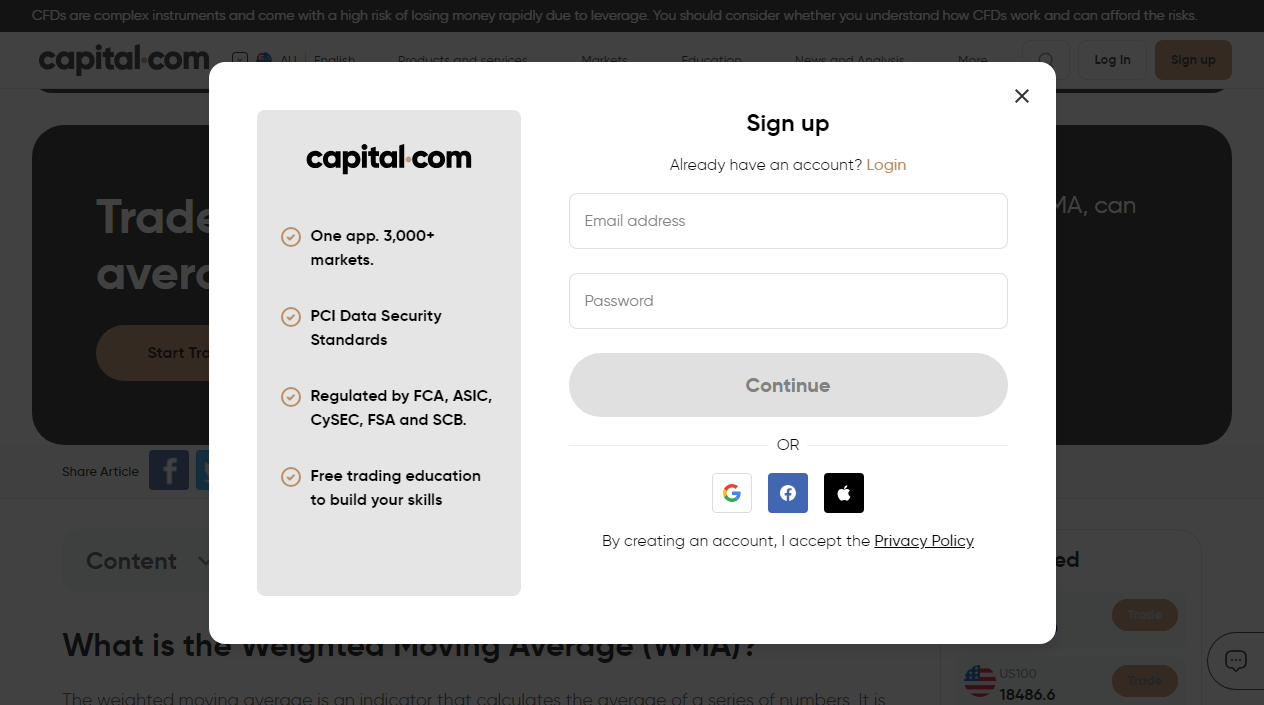 CFDs are complex instruments and come with a high risk of losing money rapidly due to leverage. You should consider whether you understand how CFDs work and can afford the risks.
capital.com AU English Products and services Markets Education News and Analysis More Log In Sign up
Trade
MA, can
Start Tra
Share Article
Content
What is the Weighted Moving Average (WMA)?
The weighted moving average is an indicator that calculates the average of a series of numbers. It is
ed
Trade
US100
18486.6
Trade
capital.com
One app. 3,000+
markets.
PCI Data Security
Standards
Regulated by FCA, ASIC,
CySEC, FSA and SCB.
Free trading education
to build your skills
Sign up
Already have an account? Login
Email address
Password
Continue
OR
By creating an account, I accept the Privacy Policy